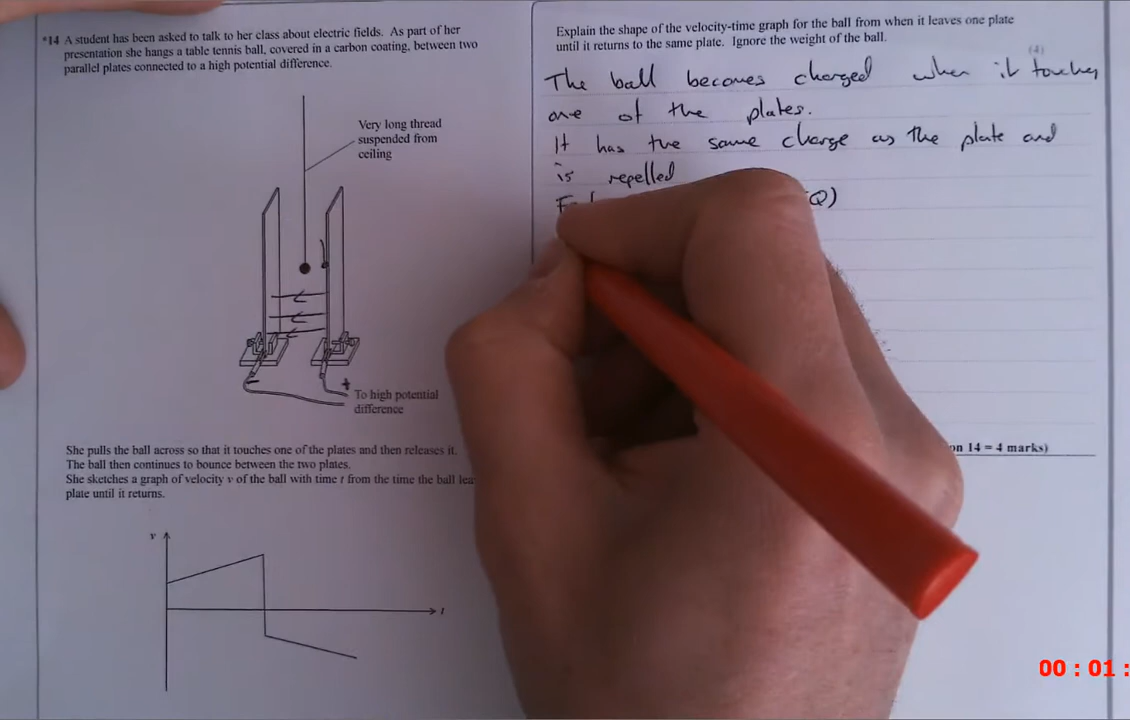 *14 A student has been asked to talk to her class about electric fields. As part of her
presentation she hangs a table tennis ball, covered in a carbon coating, between two
parallel plates connected to a high potential difference.
Very long thread
suspended from
ceiling
+
To high potential
difference
She pulls the ball across so that it touches one of the plates and then releases it.
The ball then continues to bounce between the two plates.
She sketches a graph of velocity v of the ball with time t from the time the ball
plate until it returns.
v
t
Explain the shape of the velocity-time graph for the ball from when it leaves one plate
until it returns to the same plate. Ignore the weight of the ball.
(4)
The ball becomes charged when it touches
one of the plates.
It has the same charge as the plate and
is repelled
Q)
14 = 4 marks)
00 : 01 :